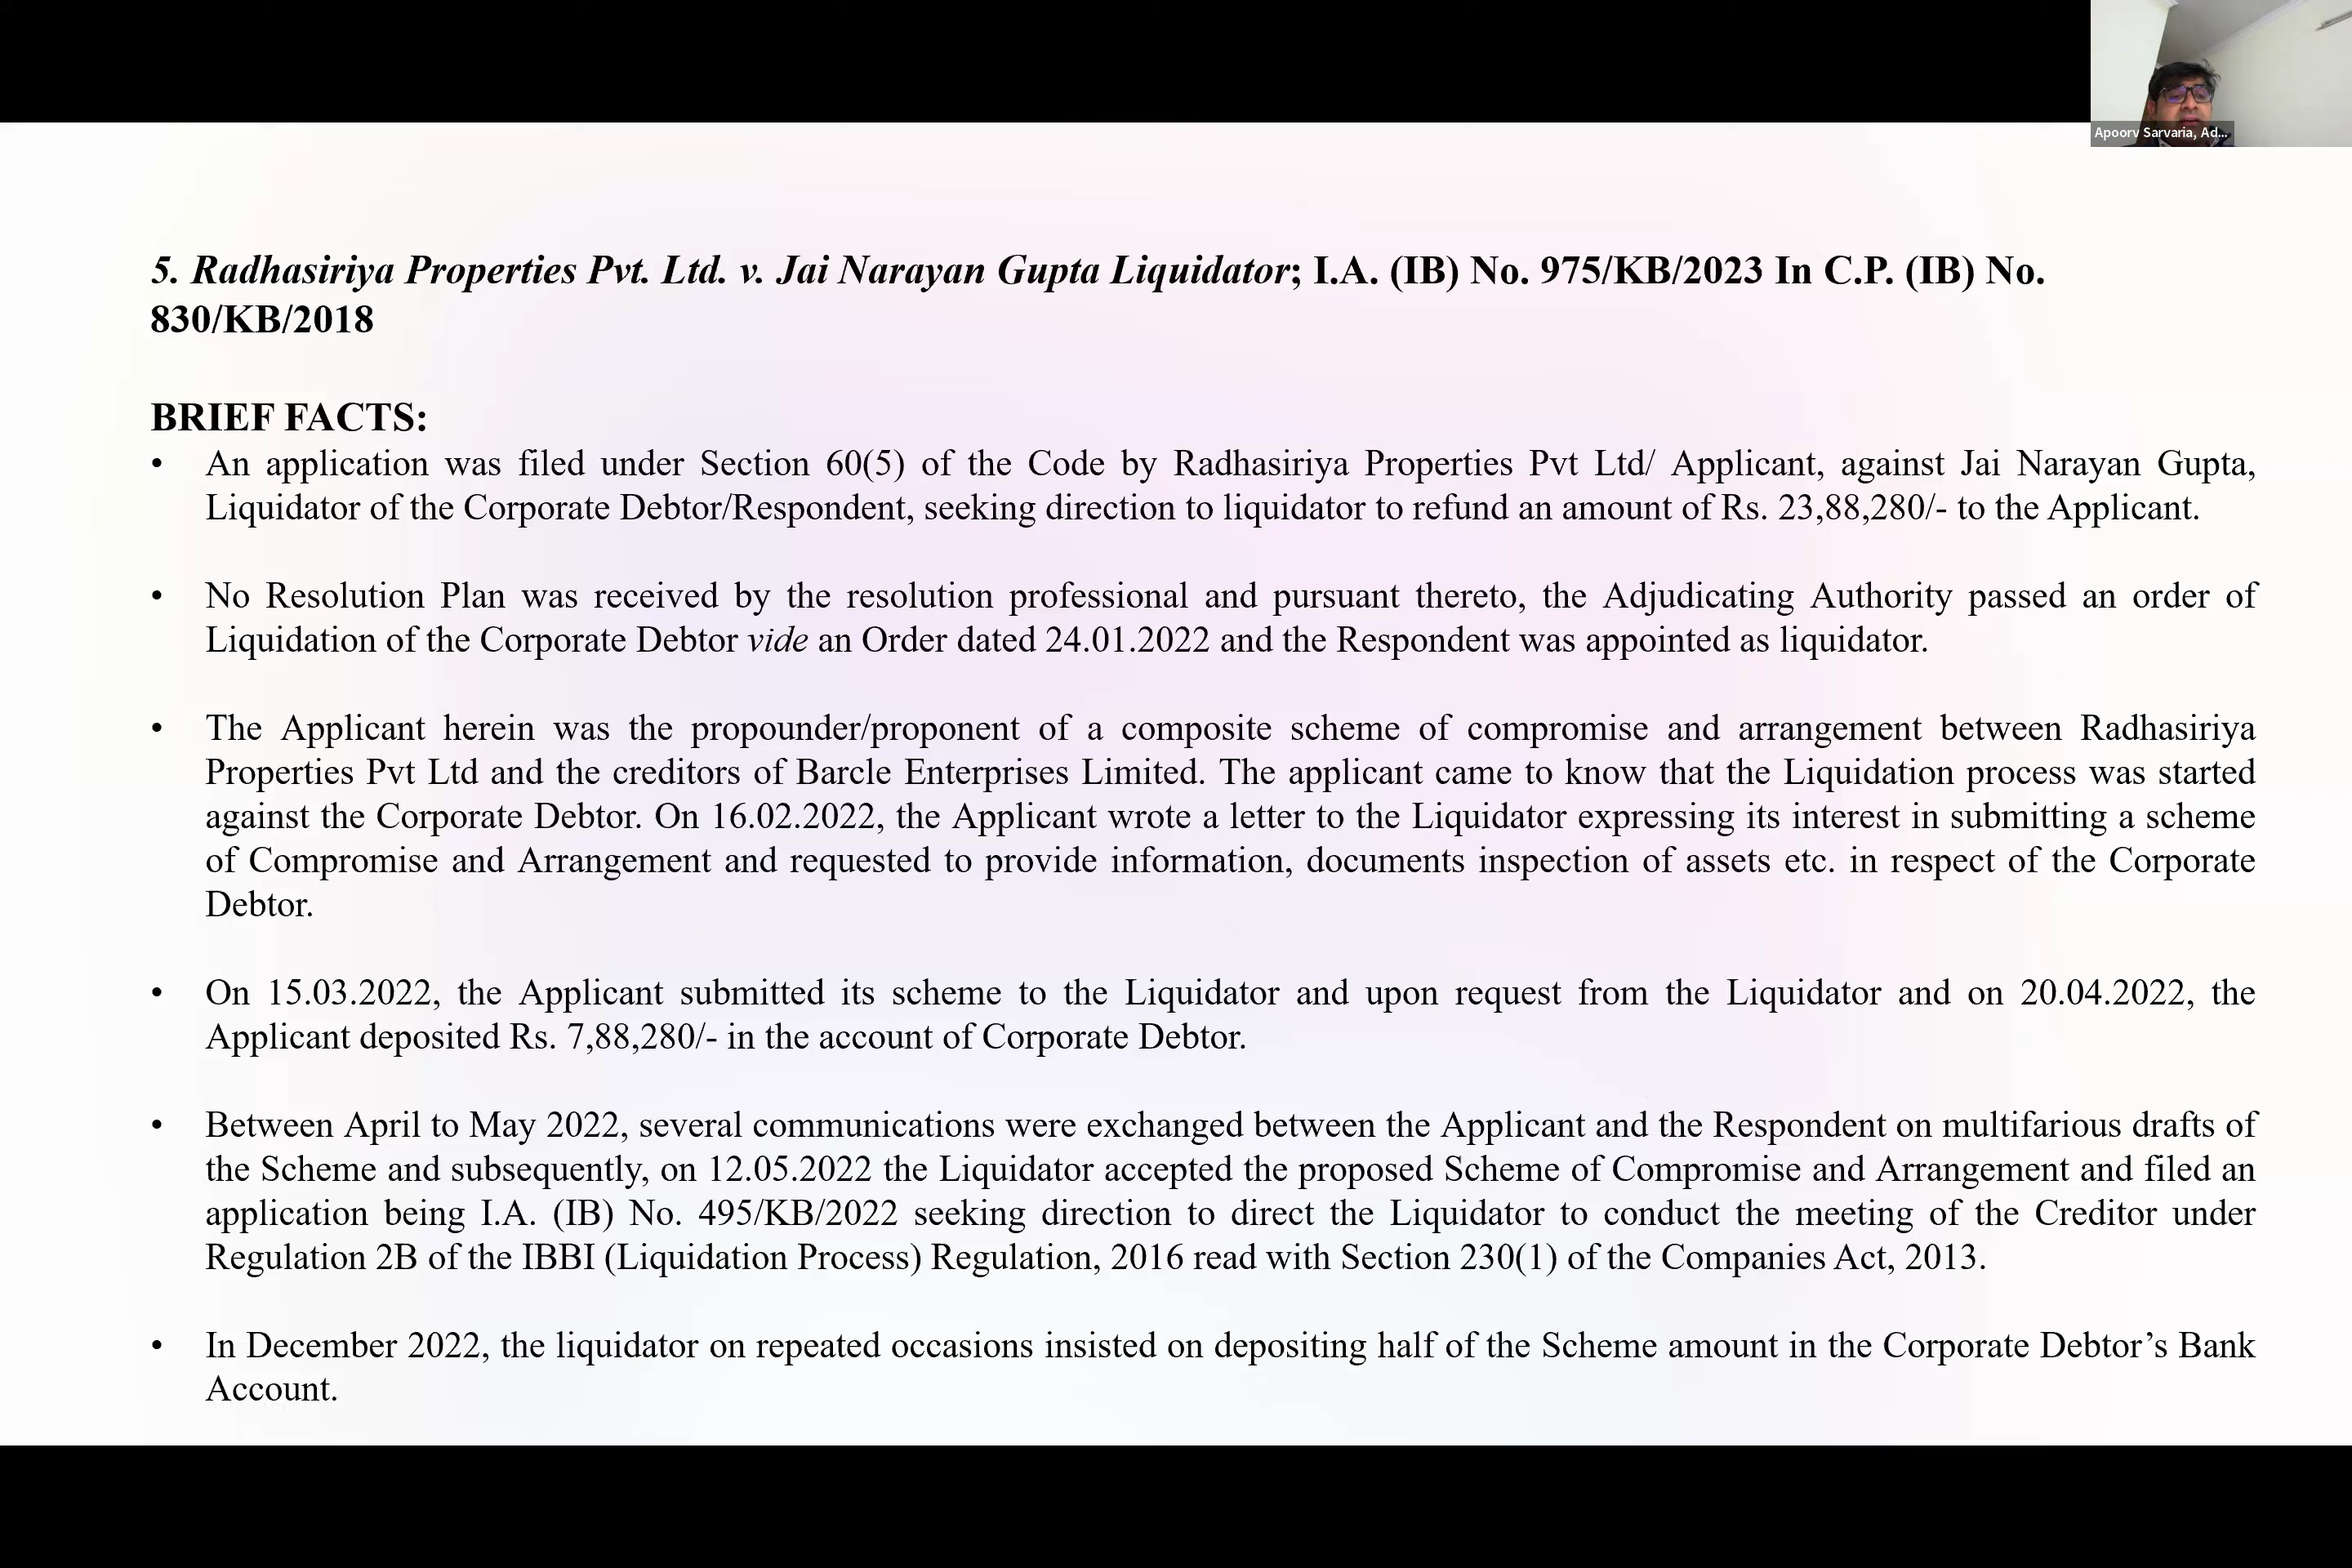 Apoorv Sarvaria, Ad...
5. Radhasiriya Properties Pvt. Ltd. v. Jai Narayan Gupta Liquidator; I.A. (IB) No. 975/KB/2023 In C.P. (IB) No.
830/KB/2018
BRIEF FACTS:
• An application was filed under Section 60(5) of the Code by Radhasiriya Properties Pvt Ltd/ Applicant, against Jai Narayan Gupta,
Liquidator of the Corporate Debtor/Respondent, seeking direction to liquidator to refund an amount of Rs. 23,88,280/- to the Applicant.
• No Resolution Plan was received by the resolution professional and pursuant thereto, the Adjudicating Authority passed an order of
Liquidation of the Corporate Debtor vide an Order dated 24.01.2022 and the Respondent was appointed as liquidator.
• The Applicant herein was the propounder/proponent of a composite scheme of compromise and arrangement between Radhasiriya
Properties Pvt Ltd and the creditors of Barcle Enterprises Limited. The applicant came to know that the Liquidation process was started
against the Corporate Debtor. On 16.02.2022, the Applicant wrote a letter to the Liquidator expressing its interest in submitting a scheme
of Compromise and Arrangement and requested to provide information, documents inspection of assets etc. in respect of the Corporate
Debtor.
• On 15.03.2022, the Applicant submitted its scheme to the Liquidator and upon request from the Liquidator and on 20.04.2022, the
Applicant deposited Rs. 7,88,280/- in the account of Corporate Debtor.
• Between April to May 2022, several communications were exchanged between the Applicant and the Respondent on multifarious drafts of
the Scheme and subsequently, on 12.05.2022 the Liquidator accepted the proposed Scheme of Compromise and Arrangement and filed an
application being I.A. (IB) No. 495/KB/2022 seeking direction to direct the Liquidator to conduct the meeting of the Creditor under
Regulation 2B of the IBBI (Liquidation Process) Regulation, 2016 read with Section 230(1) of the Companies Act, 2013.
• In December 2022, the liquidator on repeated occasions insisted on depositing half of the Scheme amount in the Corporate Debtor’s Bank
Account.